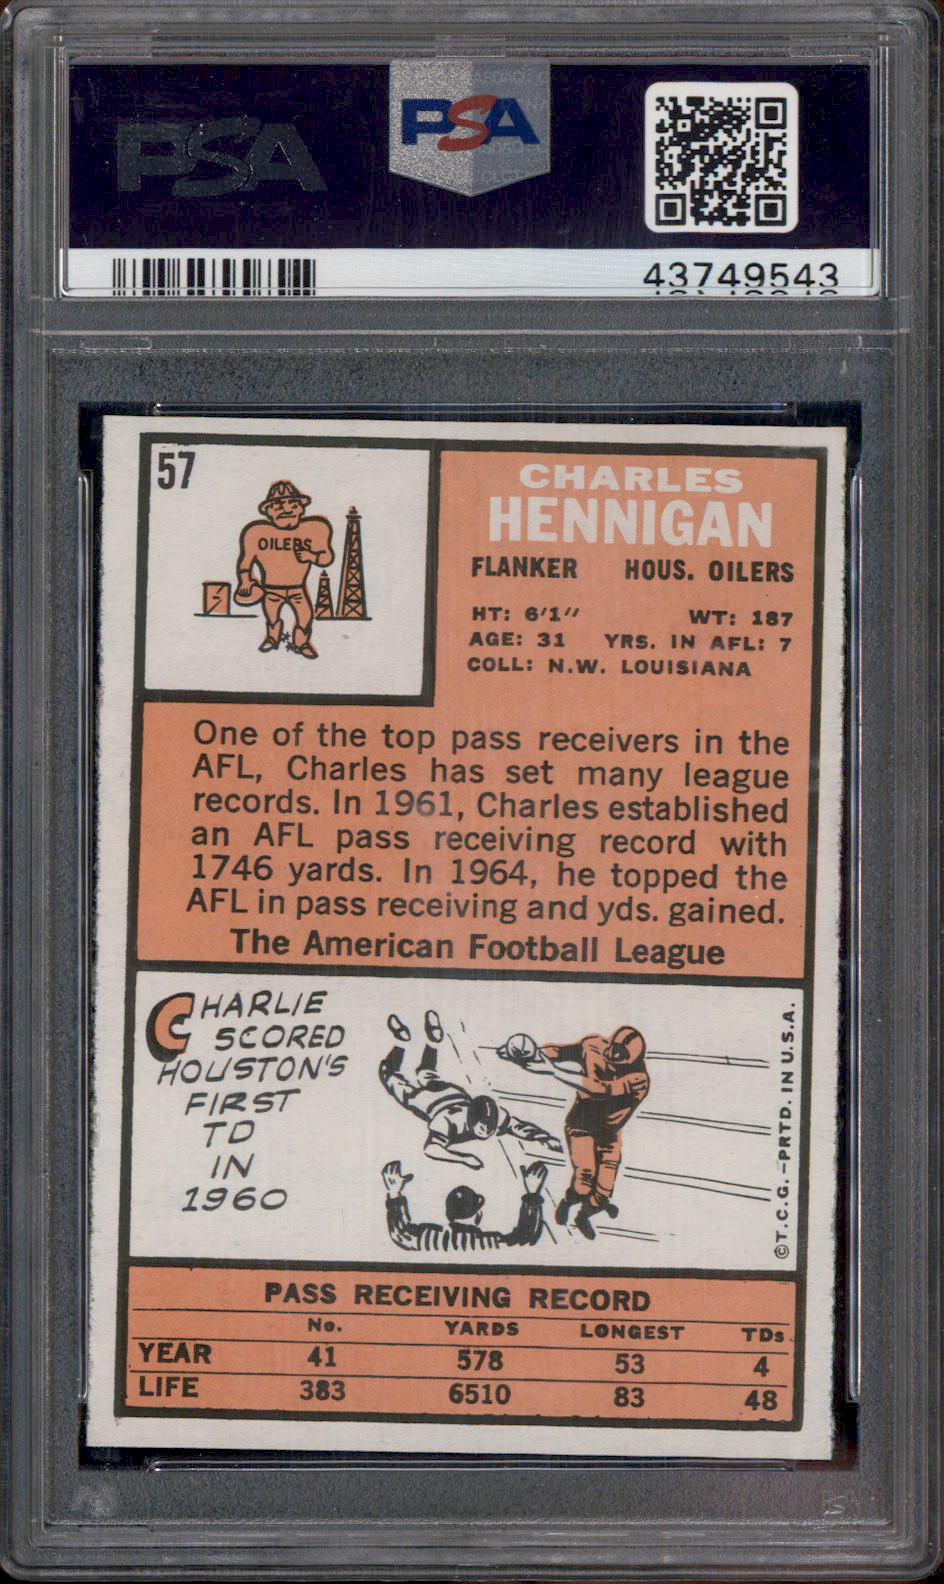 PSA
PSA
43749543
57
OILERS
CHARLES
HENNIGAN
FLANKER HOUS. OILERS
HT: 6'1" WT: 187
AGE: 31 YRS. IN AFL: 7
COLL: N.W. LOUISIANA
One of the top pass receivers in the
AFL, Charles has set many league
records. In 1961, Charles established
an AFL pass receiving record with
1746 yards. In 1964, he topped the
AFL in pass receiving and yds. gained.
The American Football League
CHARLIE
SCORED
HOUSTON'S
FIRST
TD
IN
1960
©T.C.G.-PRTD. IN U.S.A.
PASS RECEIVING RECORD
No. YARDS LONGEST TDs
YEAR 41 578 53 4
LIFE 383 6510 83 48